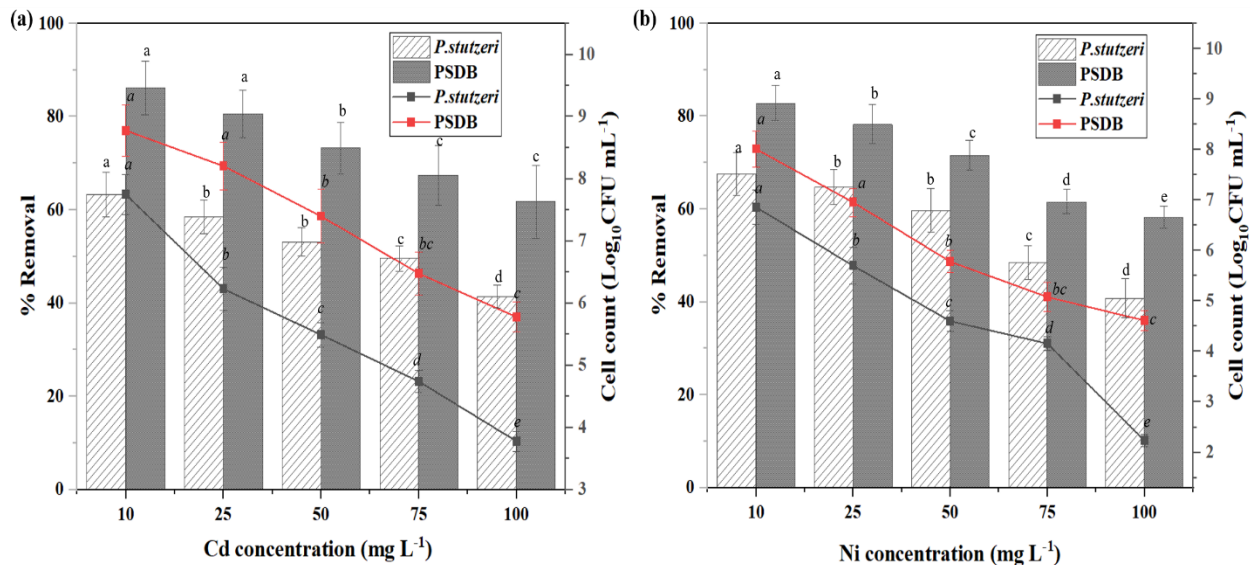 (a)
100
80
60
40
20
0
% Removal
P.stutzeri
PSDB
P.stutzeri
PSDB
a
a
b
c
c
a
b
b
c
d
a
a
b
bc
c
a
b
c
d
e
10
9
8
7
6
5
4
3
Cell count (Log10CFU mL-1)
10 25 50 75 100
Cd concentration (mg L-1)
(b)
100
80
60
40
20
0
% Removal
P.stutzeri
PSDB
P.stutzeri
PSDB
a
b
c
d
e
a
b
b
c
d
a
a
b
bc
c
a
b
c
d
e
10
9
8
7
6
5
4
3
2
Cell count (Log10CFU mL-1)
10 25 50 75 100
Ni concentration (mg L-1)